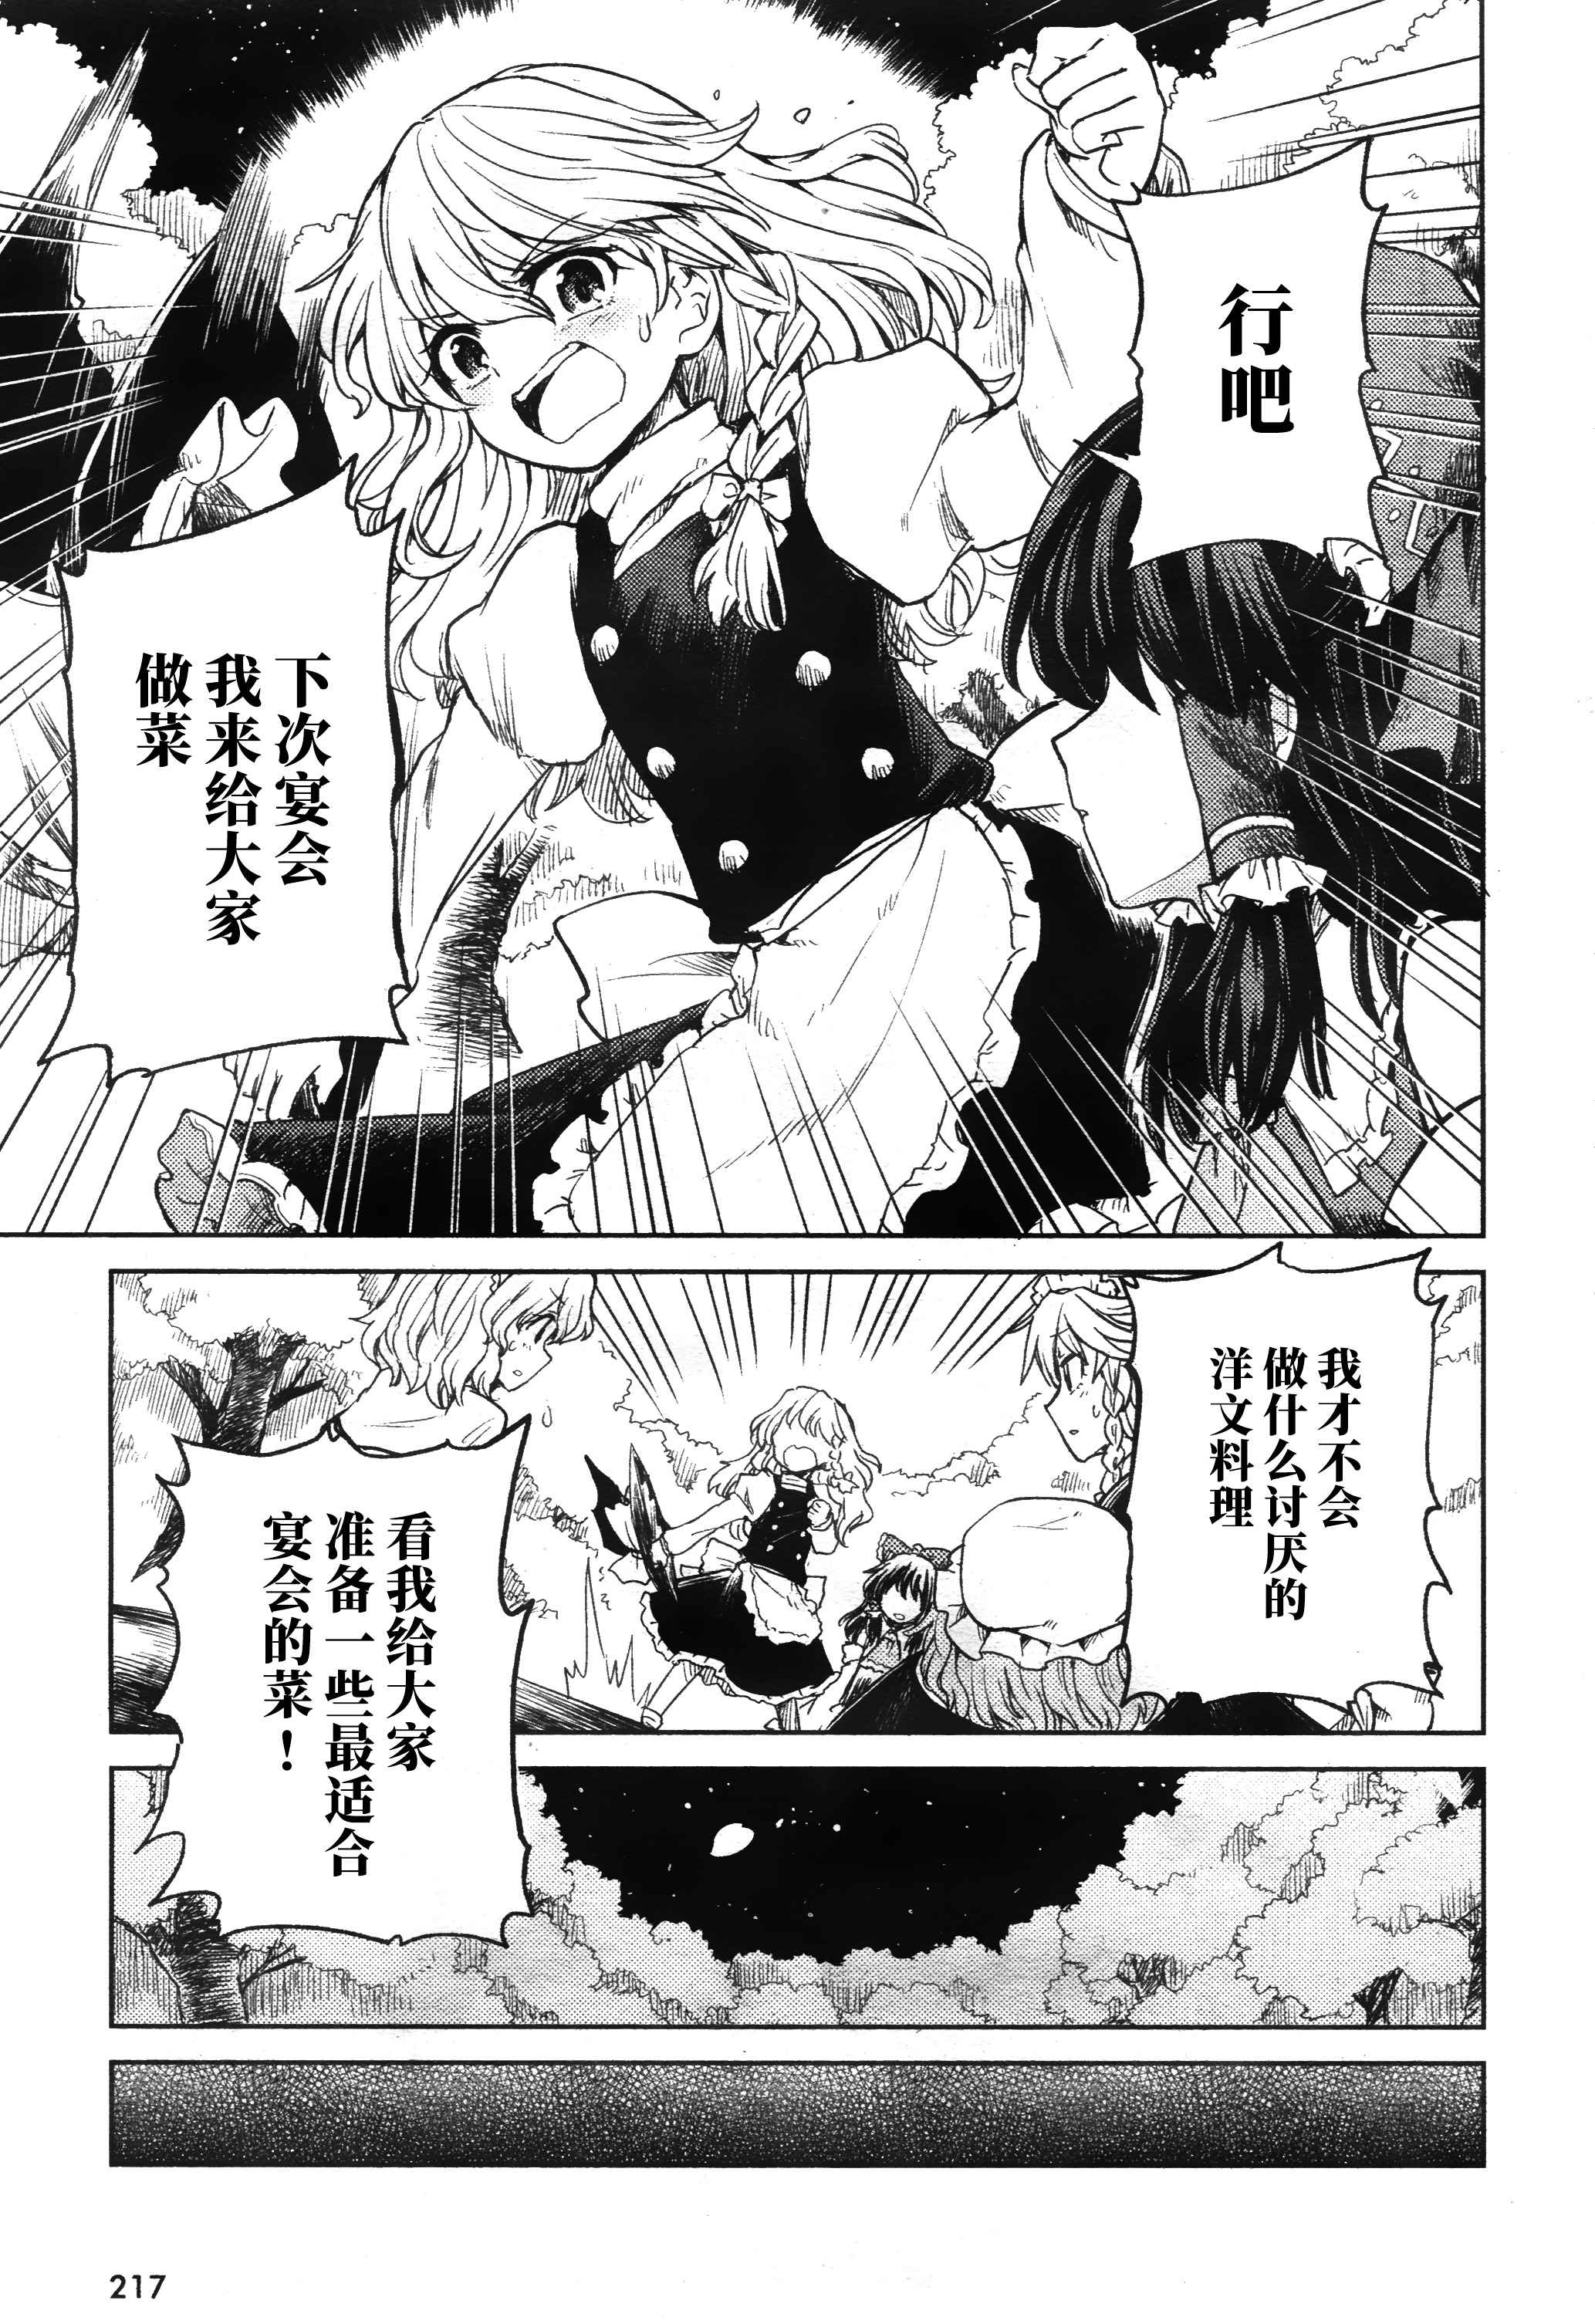 行吧
下次宴会
我来给大家
做菜
我才不会
做什么讨厌的
洋文料理
看我给大家
准备一些最适合
宴会的菜！
217